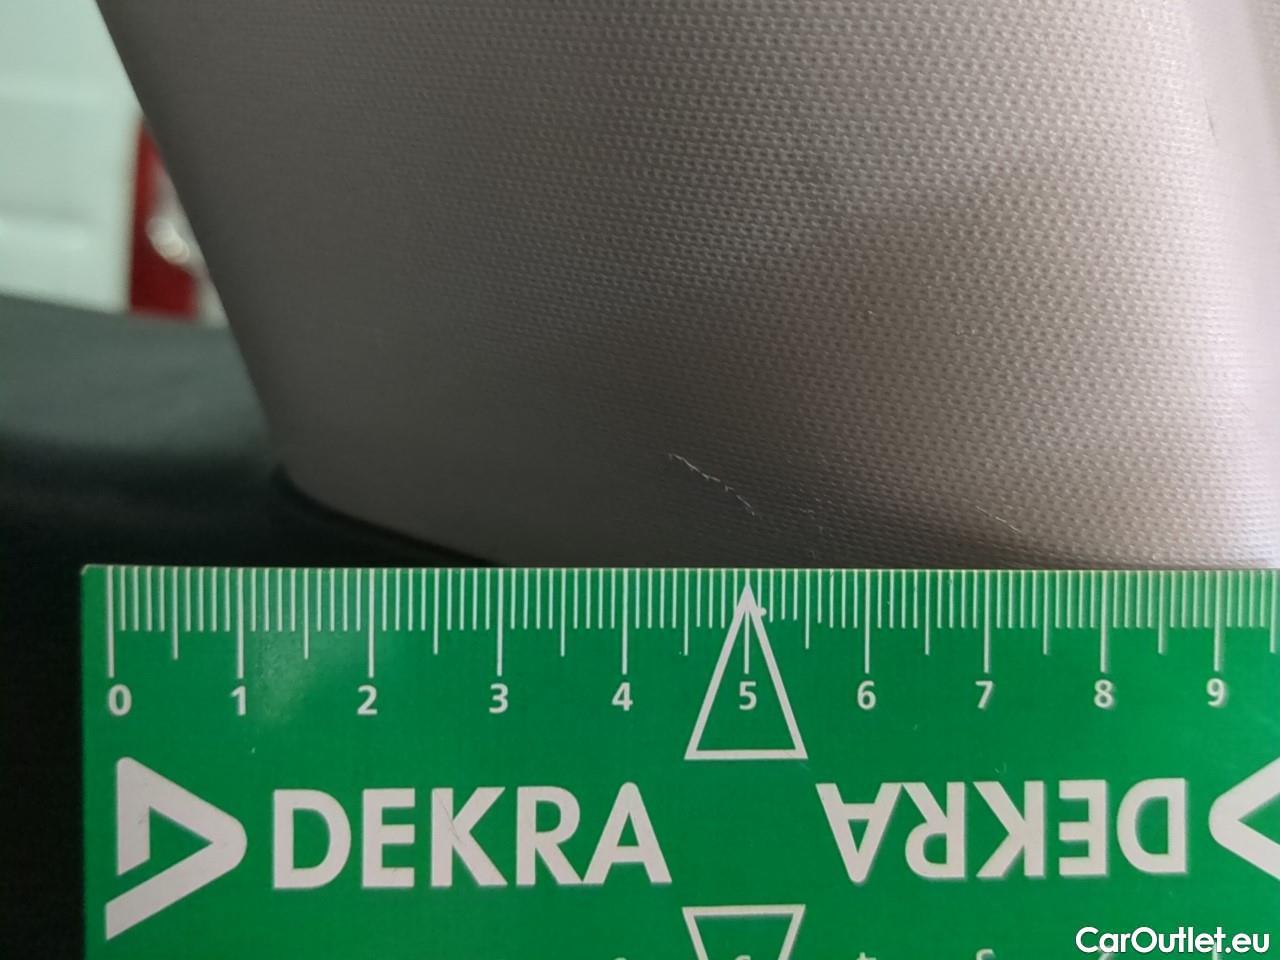 0 1 2 3 4 5 6 7 8 9
DEKRA DEKRA
CarOutlet.eu